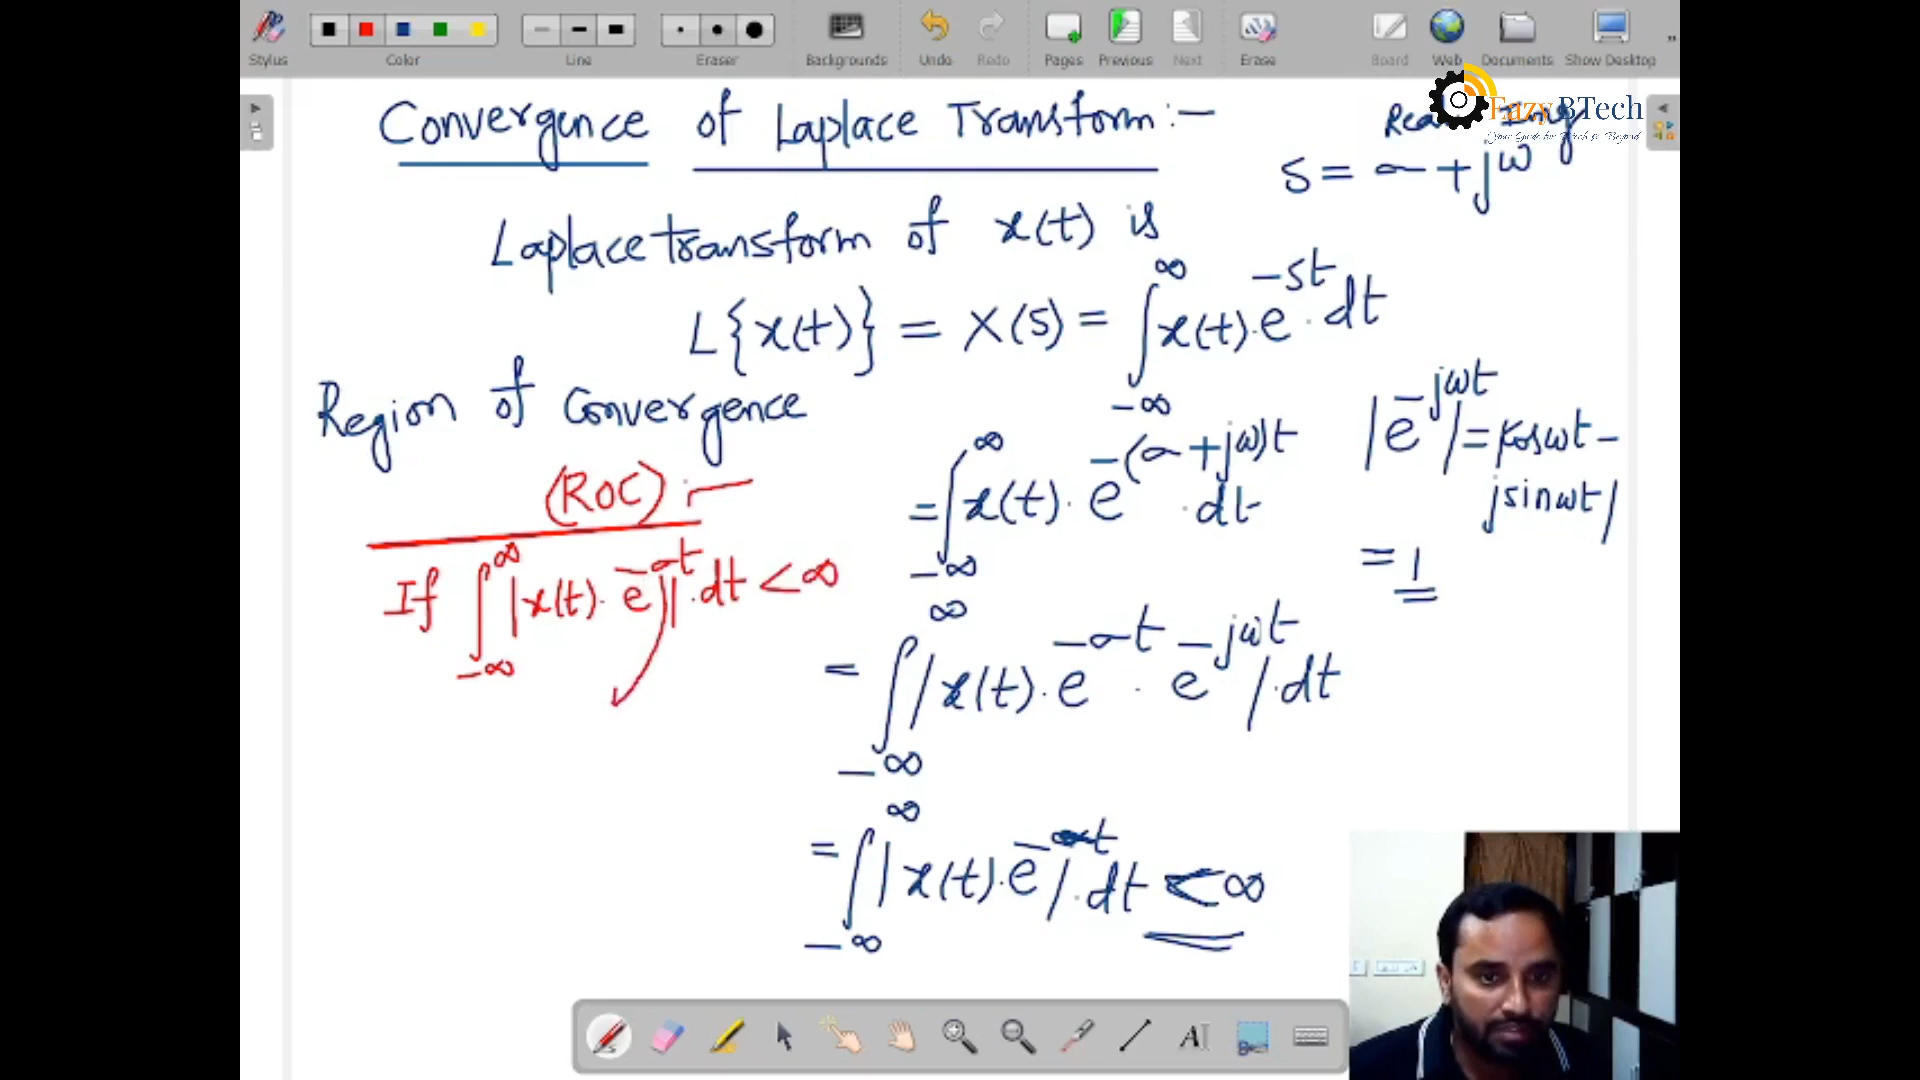 Stylus Color Line Eraser Backgrounds Undo Redo Pages Previous Next Erase Board Web Documents Show Desktop
Eazy BTech
Convergence of Laplace Transform :-
S = σ + jω
Laplace transform of x(t) is
L{x(t)} = X(S) = ∫_{-∞}^{∞} x(t).e^{-st}.dt
Region of Convergence
(ROC) :-
= ∫_{-∞}^{∞} x(t).e^{-(σ+jω)t}.dt
|e^{-jωt}| = |cosωt -
jsinωt|
= 1
If ∫_{-∞}^{∞} |x(t).e^{-σt}|.dt < ∞
= ∫_{-∞}^{∞} |x(t).e^{-σt}.e^{-jωt}|.dt
= ∫_{-∞}^{∞} |x(t).e^{-σt}|.dt < ∞